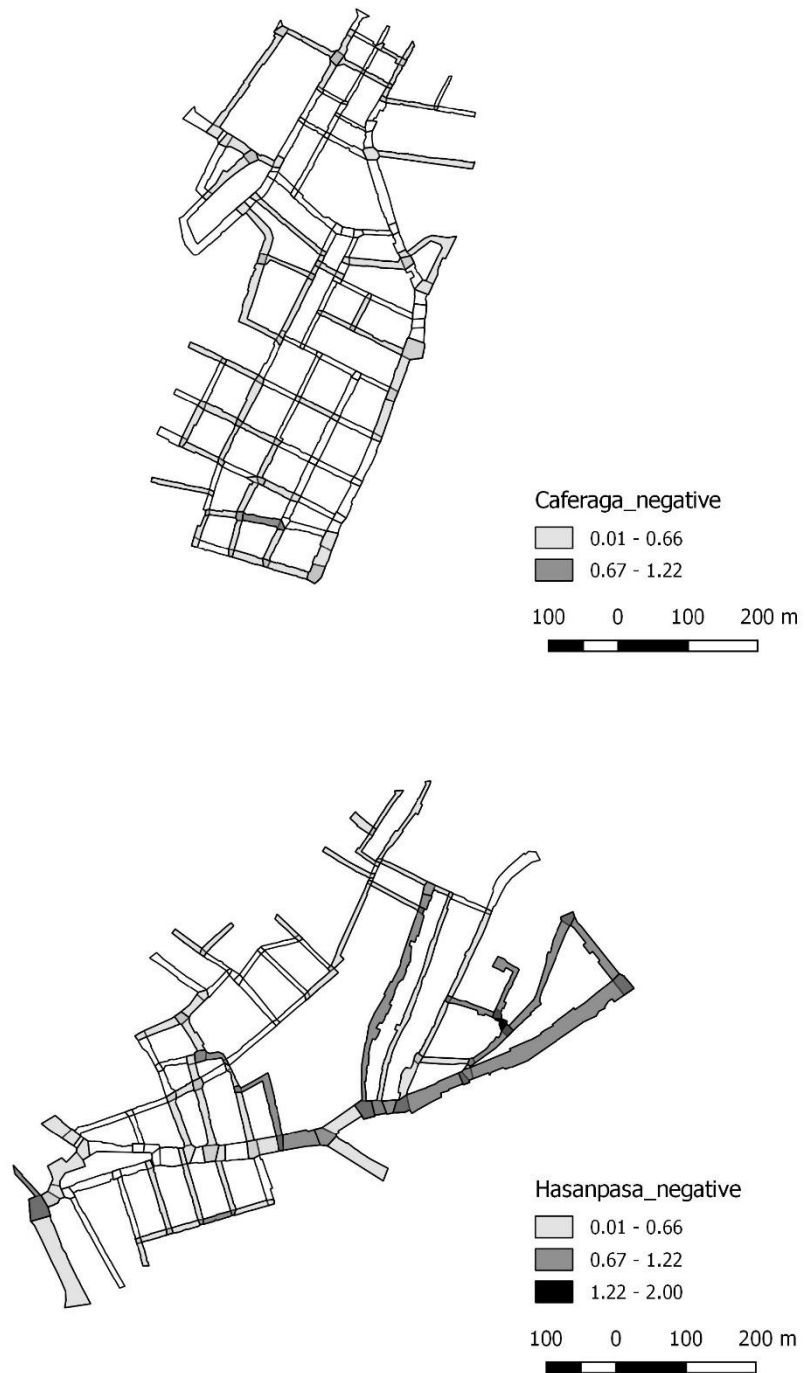 Caferaga_negative
0.01 - 0.66
0.67 - 1.22
100 0 100 200 m
Hasanpasa_negative
0.01 - 0.66
0.67 - 1.22
1.22 - 2.00
100 0 100 200 m